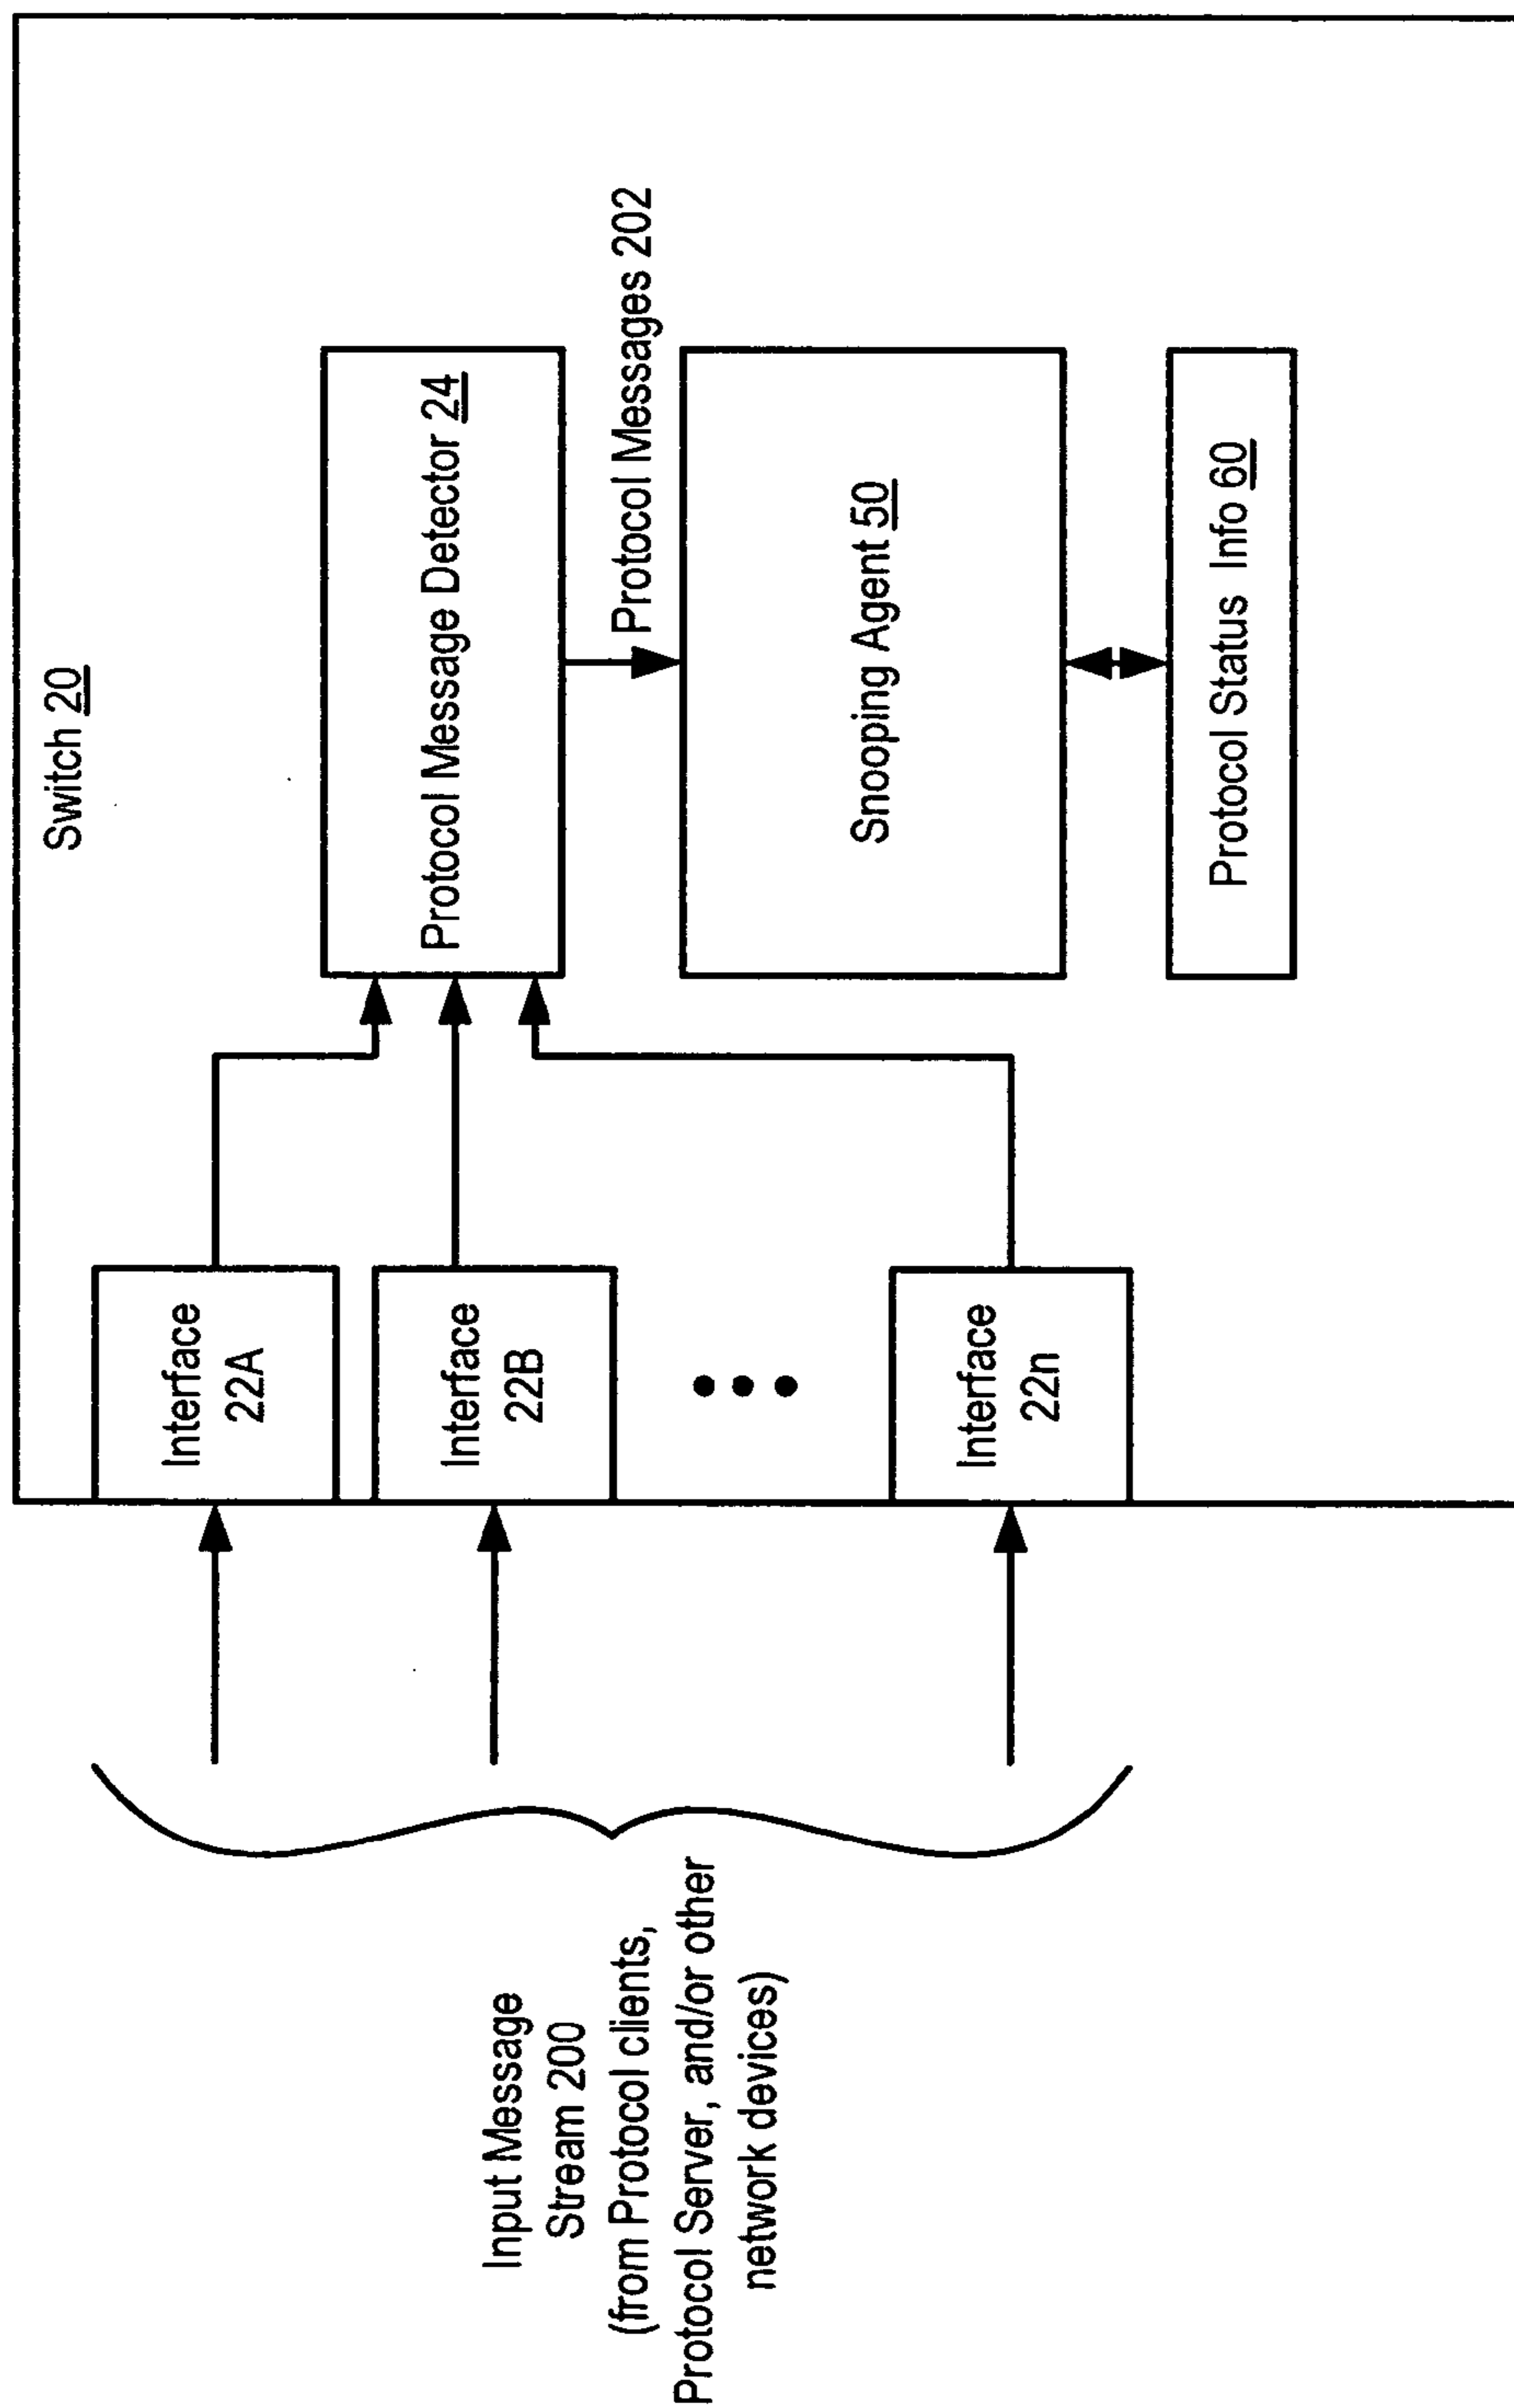 Switch 20
Input Message
Stream 200
(from Protocol clients,
Protocol Server, and/or other
network devices)
Interface
22A
Interface
22B
Interface
22n
Protocol Message Detector 24
Protocol Messages 202
Snooping Agent 50
Protocol Status Info 60